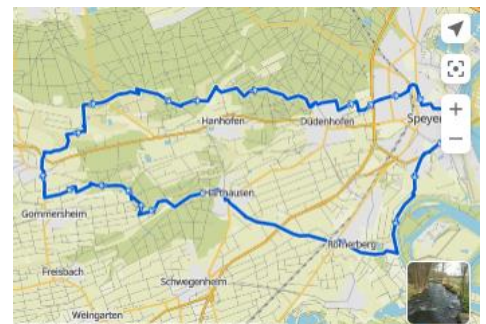 Hanhofen
Dudenhofen
Speyer
Harthausen
Gommersheim
Römerberg
Freisbach
Schwegenheim
Weingarten
+
−